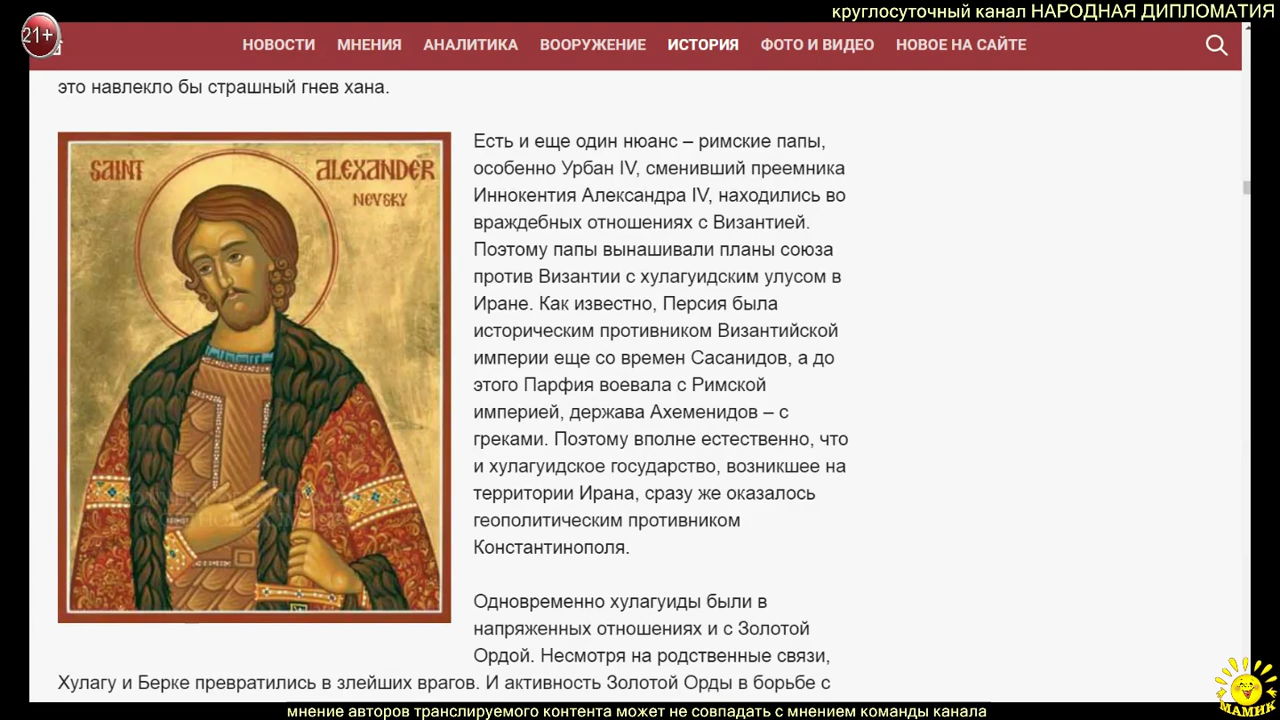 круглосуточный канал НАРОДНАЯ ДИПЛОМАТИЯ
21+
НОВОСТИ МНЕНИЯ АНАЛИТИКА ВООРУЖЕНИЕ ИСТОРИЯ ФОТО И ВИДЕО НОВОЕ НА САЙТЕ
это навлекло бы страшный гнев хана.
SAINT ALEXANDER
NEVSKY
Есть и еще один нюанс – римские папы,
особенно Урбан IV, сменивший преемника
Иннокентия Александра IV, находились во
враждебных отношениях с Византией.
Поэтому папы вынашивали планы союза
против Византии с хулагуидским улусом в
Иране. Как известно, Персия была
историческим противником Византийской
империи еще со времен Сасанидов, а до
этого Парфия воевала с Римской
империей, держава Ахеменидов – с
греками. Поэтому вполне естественно, что
и хулагуидское государство, возникшее на
территории Ирана, сразу же оказалось
геополитическим противником
Константинополя.
Одновременно хулагуиды были в
напряженных отношениях и с Золотой
Ордой. Несмотря на родственные связи,
Хулагу и Берке превратились в злейших врагов. И активность Золотой Орды в борьбе с
МАМИК
мнение авторов транслируемого контента может не совпадать с мнением команды канала